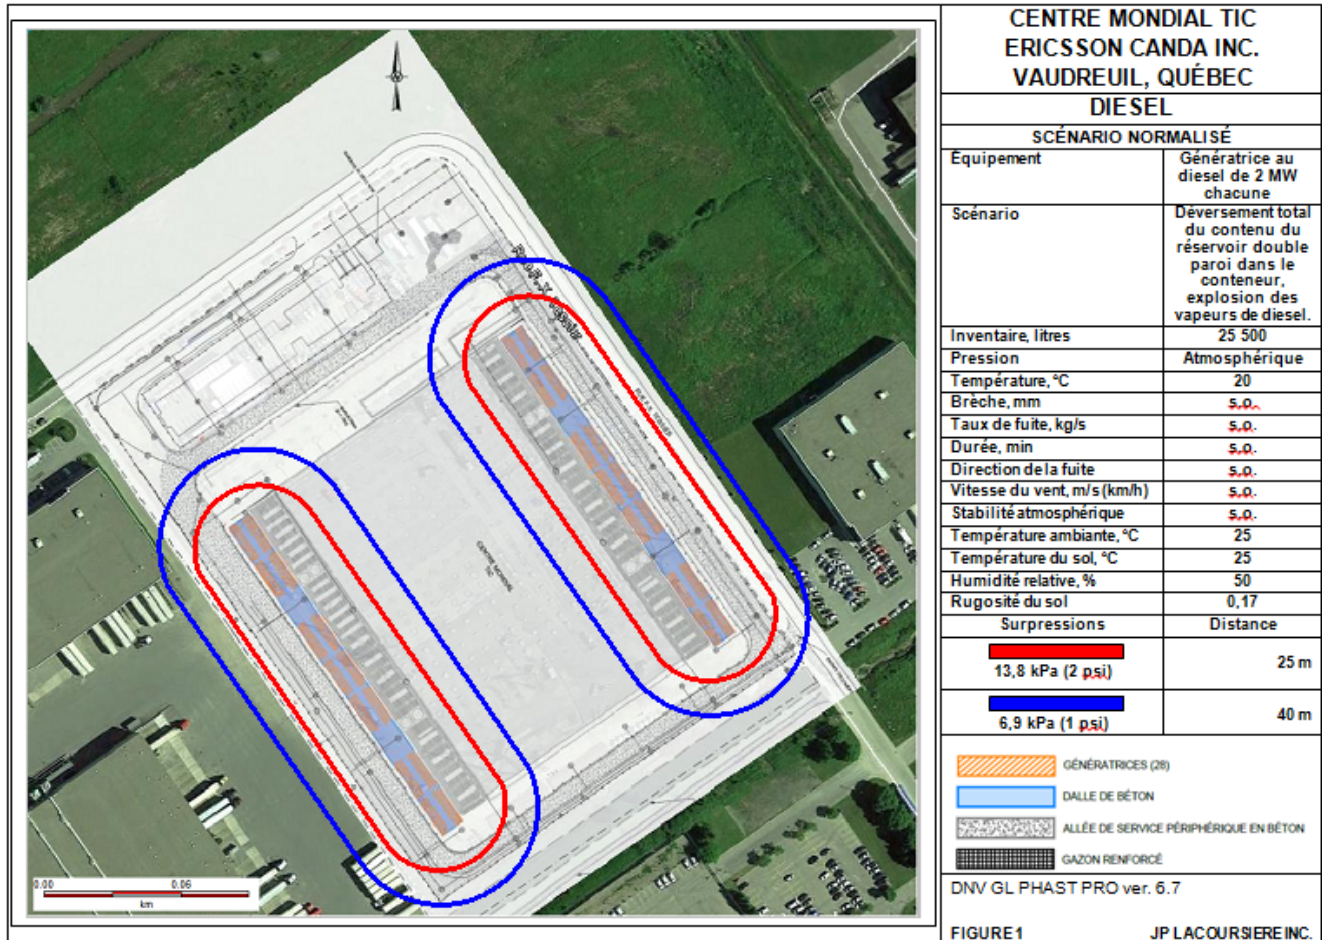 CENTRE MONDIAL TIC
ERICSSON CANDA INC.
VAUDREUIL, QUÉBEC
DIESEL
SCÉNARIO NORMALISÉ
Équipement
Génératrice au
diesel de 2 MW
chacune
Scénario
Déversement total
du contenu du
réservoir double
paroi dans le
conteneur,
explosion des
vapeurs de diesel.
Inventaire, litres 25 500
Pression Atmosphérique
Température, °C 20
Brèche, mm s.o.
Taux de fuite, kg/s s.o.
Durée, min s.o.
Direction de la fuite s.o.
Vitesse du vent, m/s (km/h) s.o.
Stabilité atmosphérique s.o.
Température ambiante, °C 25
Température du sol, °C 25
Humidité relative, % 50
Rugosité du sol 0,17
Surpressions Distance
13,8 kPa (2 psi) 25 m
6,9 kPa (1 psi) 40 m
GÉNÉRATRICES (28)
DALLE DE BÉTON
ALLÉE DE SERVICE PÉRIPHÉRIQUE EN BÉTON
GAZON RENFORCÉ
DNV GL PHAST PRO ver. 6.7
FIGURE 1 JP LACOURSIERE INC.
CENTRE MONDIAL
TIC
0.00 0.06
km